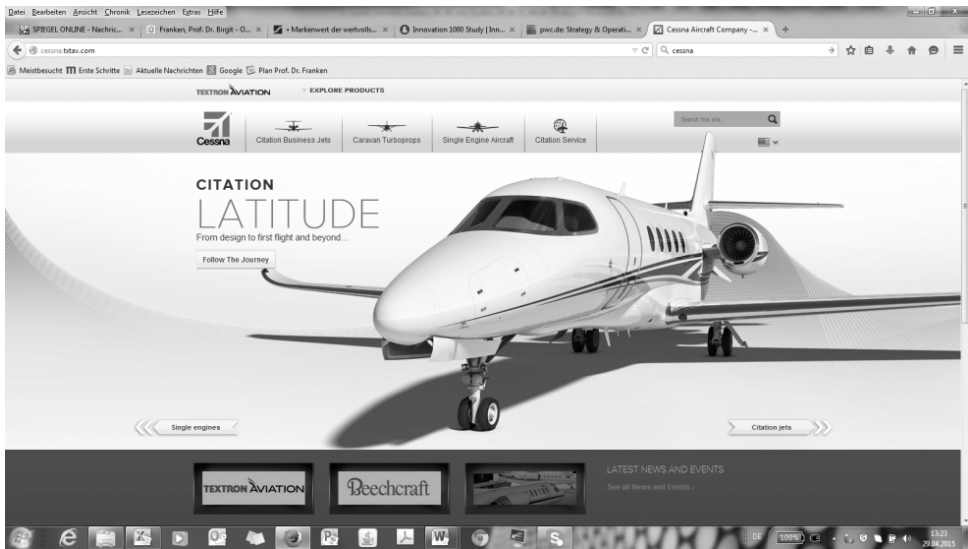 Datei Bearbeiten Ansicht Chronik Lesezeichen Extras Hilfe
SPIEGEL ONLINE - Nachric... × Franken, Prof. Dr. Birgit - O... × • Markenwert der wertvolls... × Innovation 1000 Study | Inn... × pwc.de: Strategy & Operati... × Cessna Aircraft Company -... × +
cessna.txtav.com cessna
Meistbesucht Erste Schritte Aktuelle Nachrichten Google Plan Prof. Dr. Franken
TEXTRON AVIATION EXPLORE PRODUCTS
Cessna Citation Business Jets Caravan Turboprops Single Engine Aircraft Citation Service Search this site...
CITATION
LATITUDE
From design to first flight and beyond...
Follow The Journey
Single engines Citation jets
TEXTRON AVIATION Beechcraft LATEST NEWS AND EVENTS
See all News and Events ›
DE 100% 13:23
29.04.2015